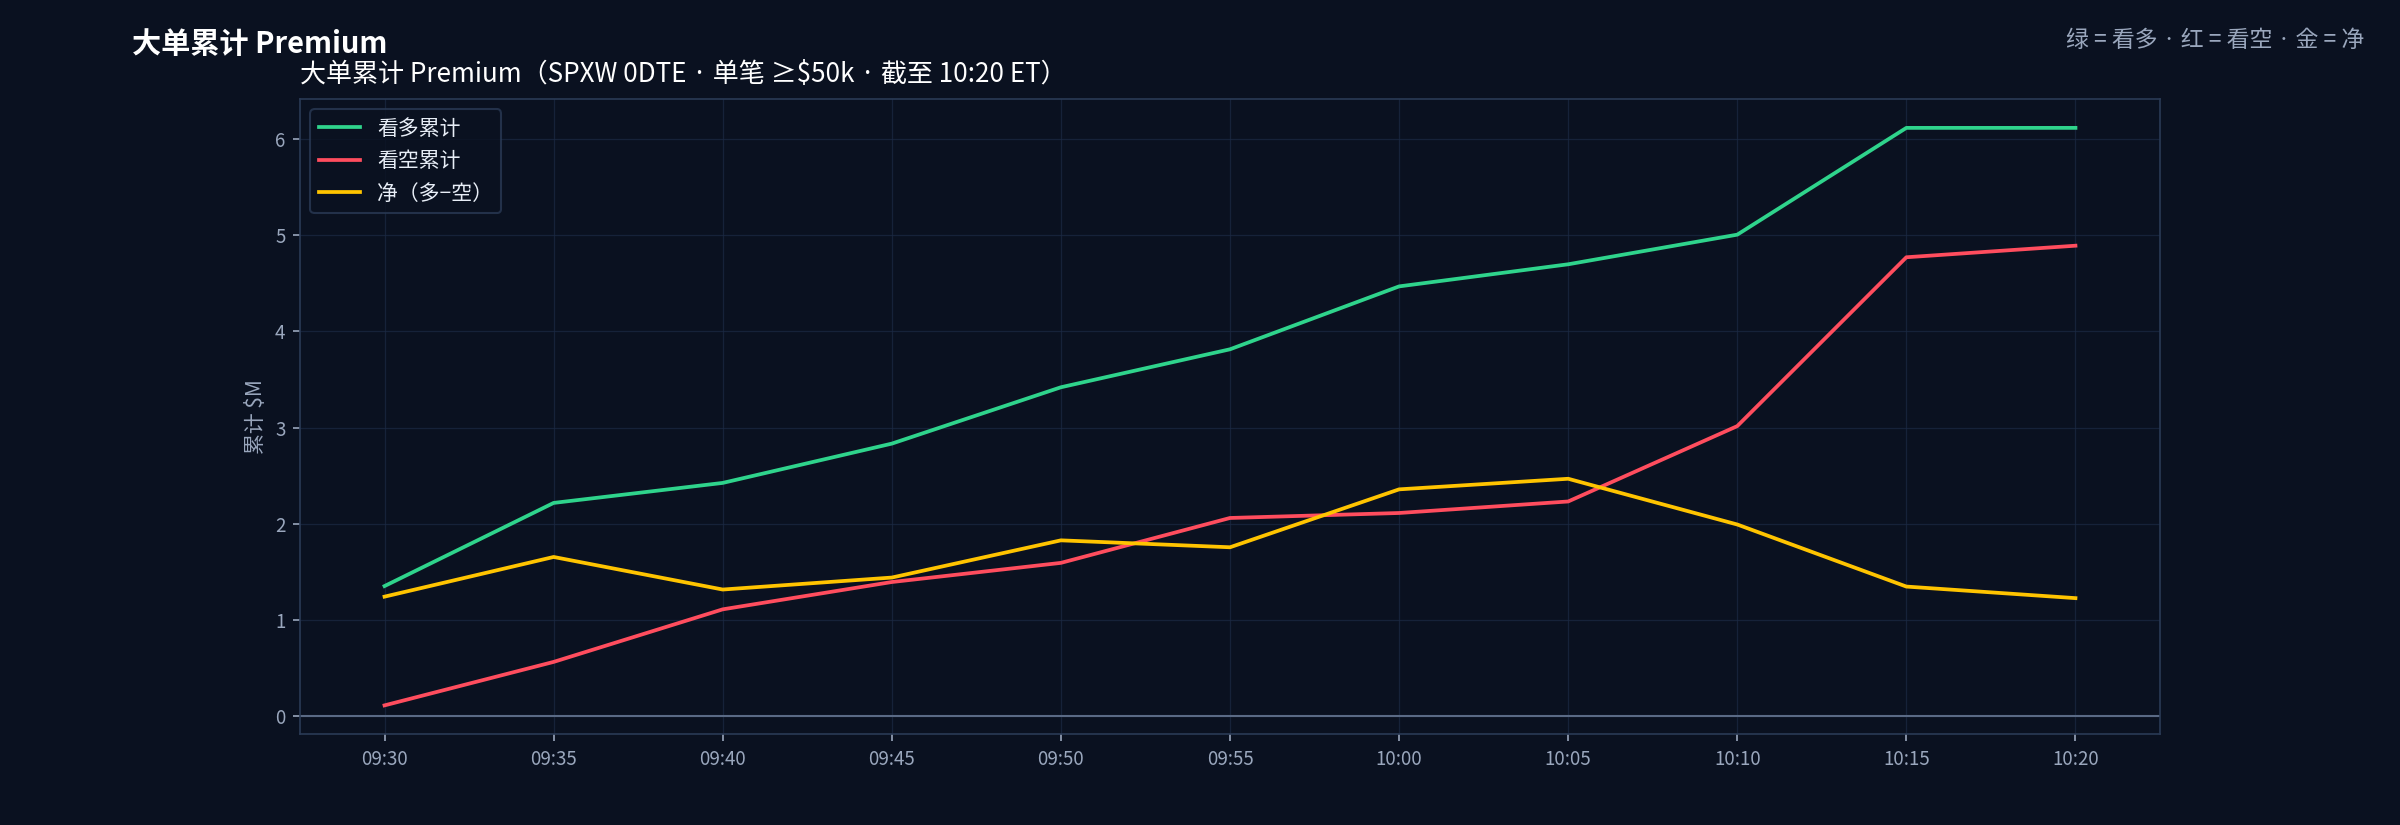 大单累计 Premium
绿 = 看多 · 红 = 看空 · 金 = 净
大单累计 Premium（SPXW 0DTE · 单笔 ≥$50k · 截至 10:20 ET）
看多累计
看空累计
净（多−空）
累计 $M
6
5
4
3
2
1
0
09:30 09:35 09:40 09:45 09:50 09:55 10:00 10:05 10:10 10:15 10:20